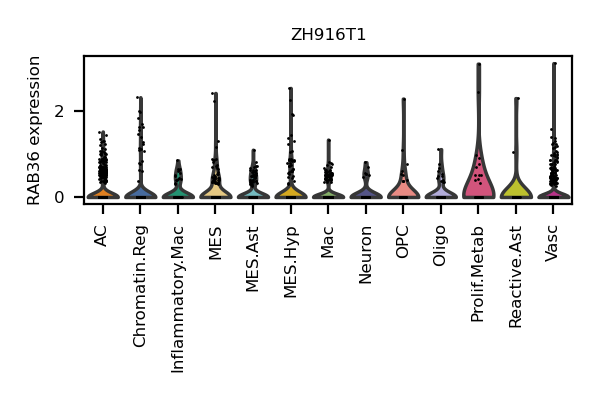 ZH916T1
RAB36 expression
2
0
AC
Chromatin.Reg
Inflammatory.Mac
MES
MES.Ast
MES.Hyp
Mac
Neuron
OPC
Oligo
Prolif.Metab
Reactive.Ast
Vasc